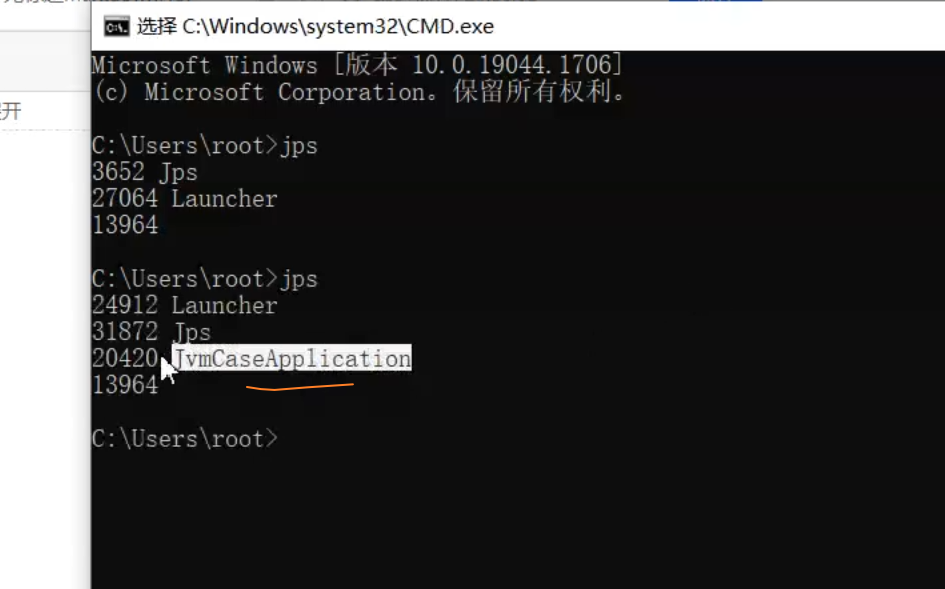 选择 C:\Windows\system32\CMD.exe
Microsoft Windows [版本 10.0.19044.1706]
(c) Microsoft Corporation。保留所有权利。
开
C:\Users\root>jps
3652 Jps
27064 Launcher
13964
C:\Users\root>jps
24912 Launcher
31872 Jps
20420 JvmCaseApplication
13964
C:\Users\root>